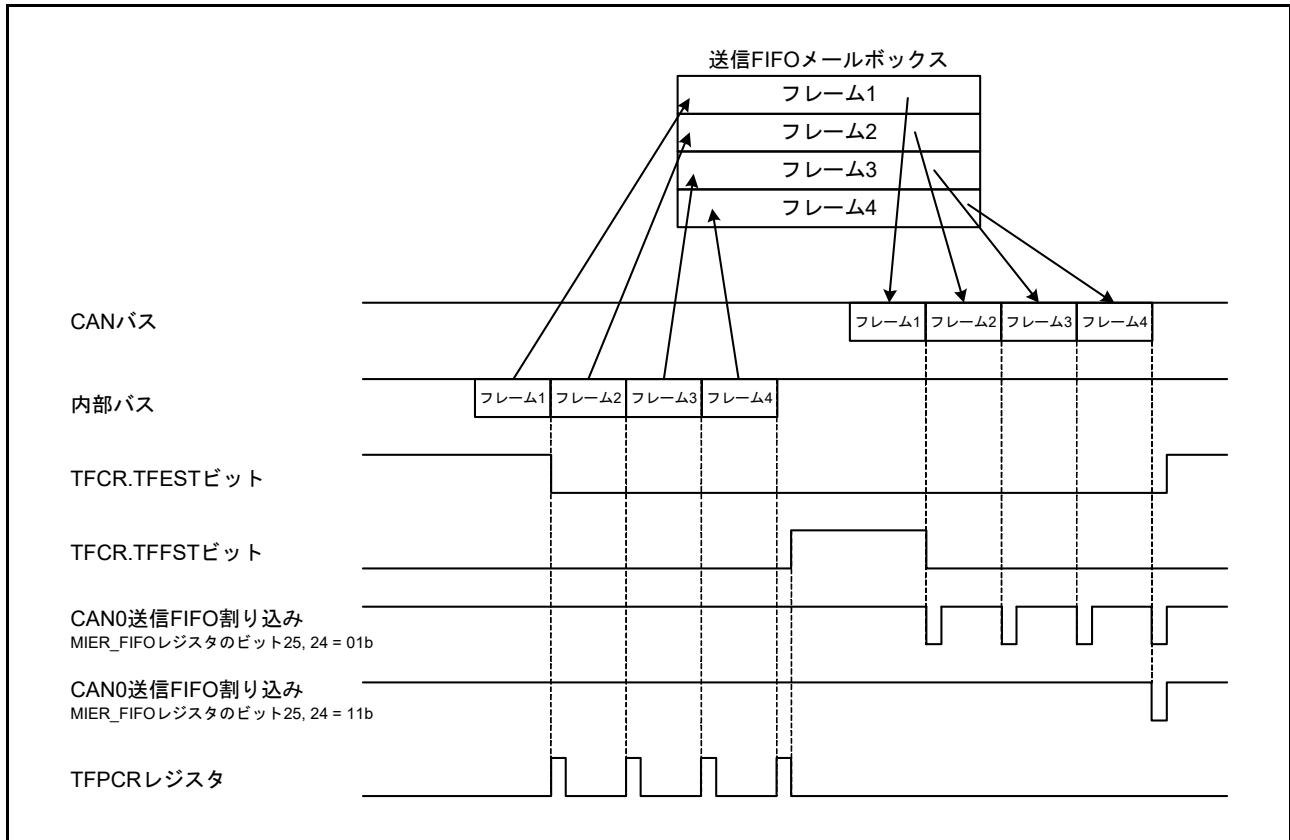 送信FIFOメールボックス
フレーム1
フレーム2
フレーム3
フレーム4
CANバス
フレーム1 フレーム2 フレーム3 フレーム4
内部バス
フレーム1 フレーム2 フレーム3 フレーム4
TFCR.TFESTビット
TFCR.TFFSTビット
CAN0送信FIFO割り込み
MIER_FIFOレジスタのビット25, 24 = 01b
CAN0送信FIFO割り込み
MIER_FIFOレジスタのビット25, 24 = 11b
TFPCRレジスタ